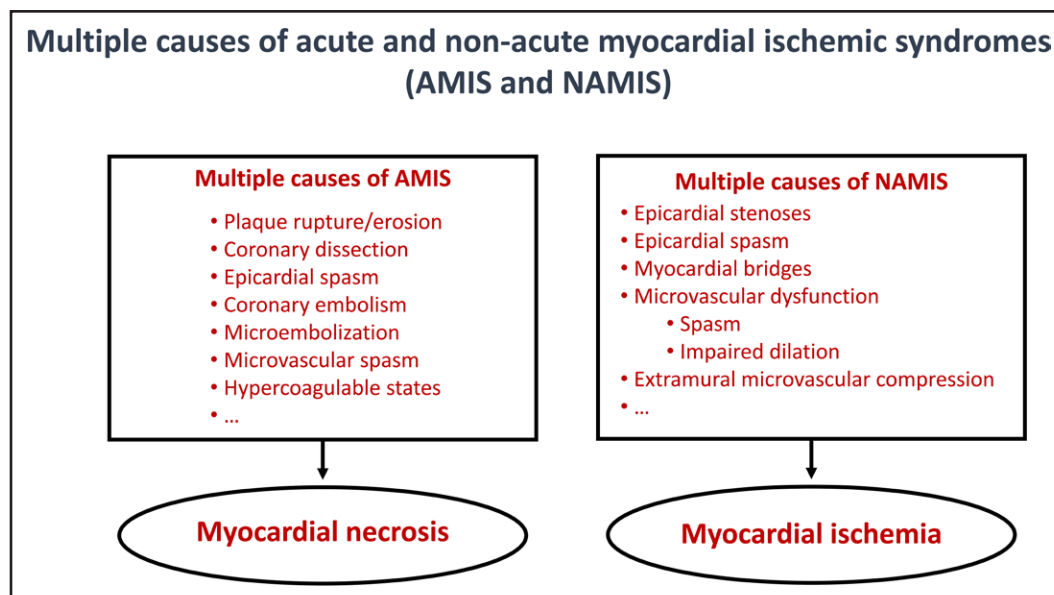 Multiple causes of acute and non-acute myocardial ischemic syndromes
(AMIS and NAMIS)
Multiple causes of AMIS
• Plaque rupture/erosion
• Coronary dissection
• Epicardial spasm
• Coronary embolism
• Microembolization
• Microvascular spasm
• Hypercoagulable states
• ...
Myocardial necrosis
Multiple causes of NAMIS
• Epicardial stenoses
• Epicardial spasm
• Myocardial bridges
• Microvascular dysfunction
• Spasm
• Impaired dilation
• Extramural microvascular compression
• ...
Myocardial ischemia